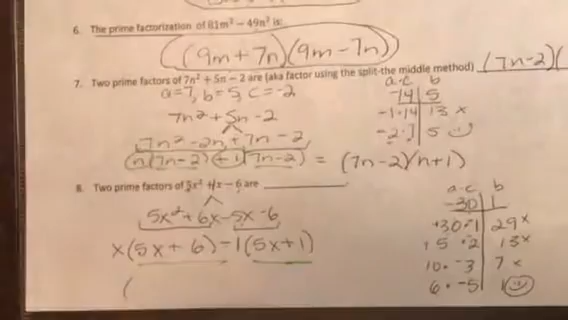 6. The prime factorization of 81m² – 49n² is:
(9m+7n)(9m-7n)
7. Two prime factors of 7n² + 5n – 2 are (aka factor using the split-the middle method) (7n-2)(
a=7, b=5, c=-2
7n²+5n-2
7n²-2n+7n-2
n(7n-2)+1(7n-2) = (7n-2)(n+1)
a·c b
-14 5
-1·14 13 x
-2·7 5
8. Two prime factors of 5x² + x – 6 are
5x²+6x-5x-6
x(5x+6)-1(5x+1)
(
a·c b
-30 1
+30·-1 29 x
10·-3 7 x
6·-5